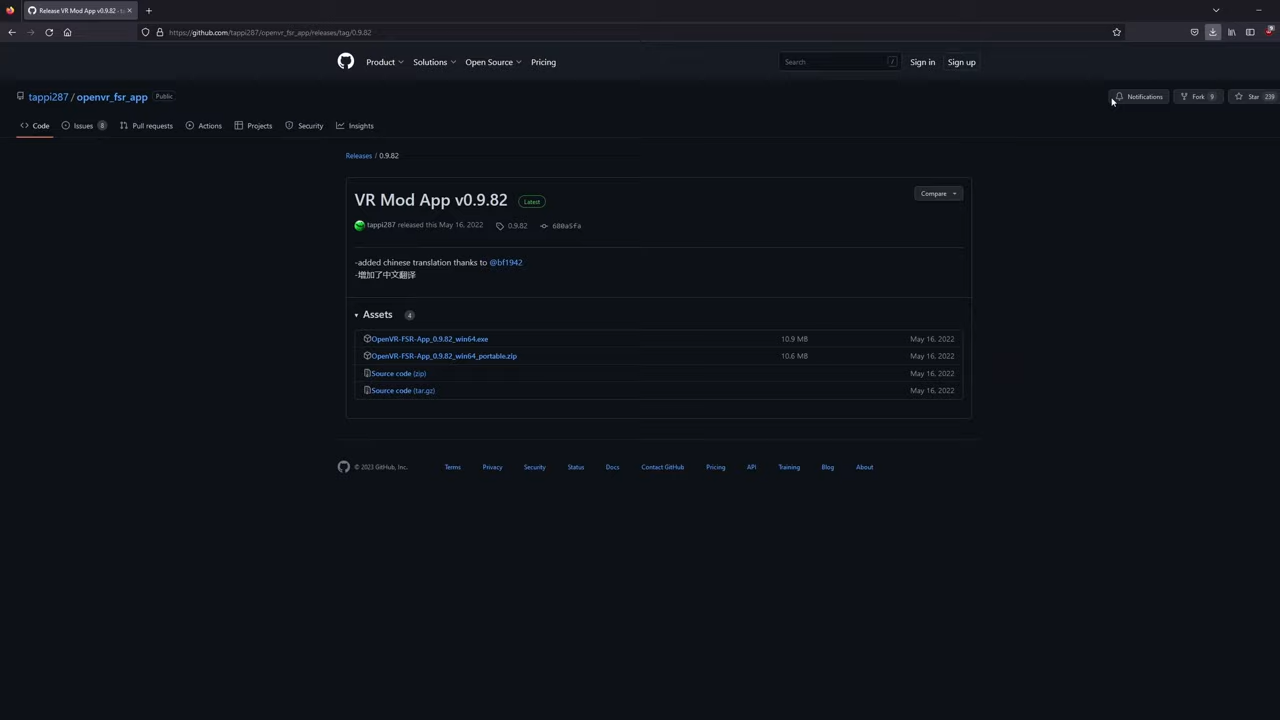 Release VR Mod App v0.9.82 · t
https://github.com/tappi287/openvr_fsr_app/releases/tag/0.9.82
Product Solutions Open Source Pricing Search / Sign in Sign up
tappi287 / openvr_fsr_app Public Notifications Fork 9 Star 239
Code Issues 8 Pull requests Actions Projects Security Insights
Releases / 0.9.82
VR Mod App v0.9.82 Latest Compare
tappi287 released this May 16, 2022 0.9.82 600a5fa
-added chinese translation thanks to @bf1942
-增加了中文翻译
Assets 4
OpenVR-FSR-App_0.9.82_win64.exe 10.9 MB May 16, 2022
OpenVR-FSR-App_0.9.82_win64_portable.zip 10.6 MB May 16, 2022
Source code (zip) May 16, 2022
Source code (tar.gz) May 16, 2022
© 2023 GitHub, Inc. Terms Privacy Security Status Docs Contact GitHub Pricing API Training Blog About